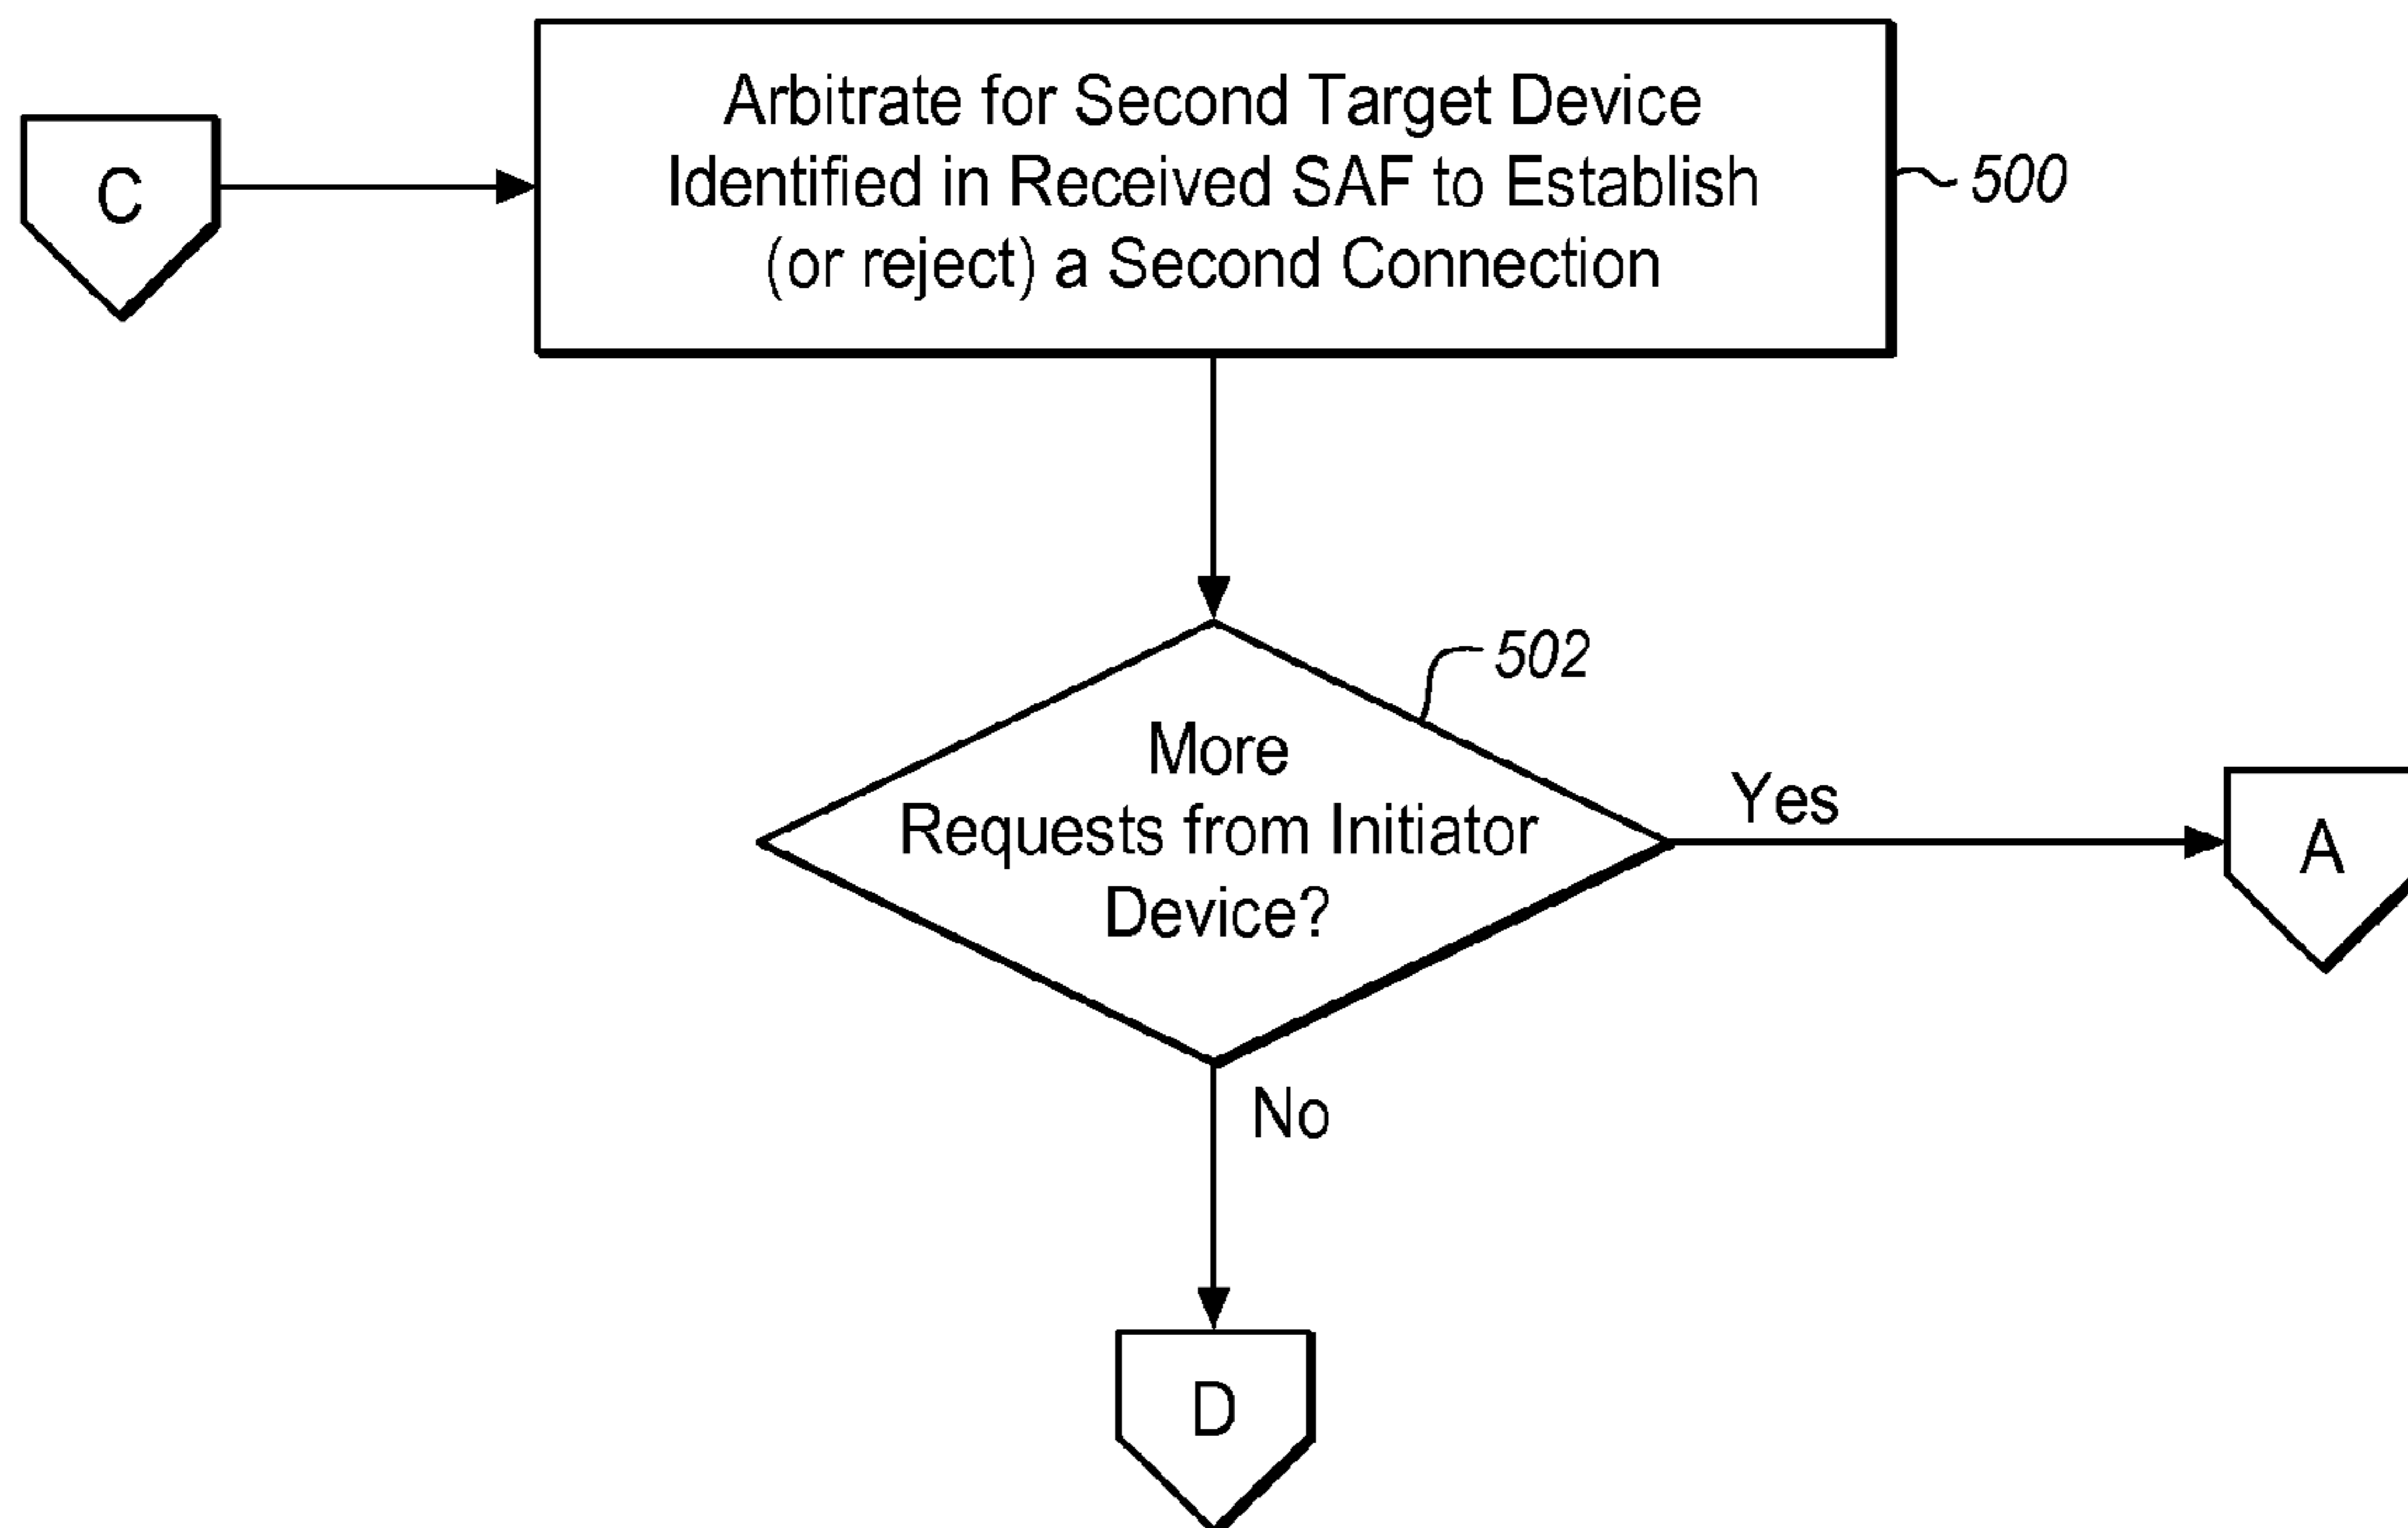 Arbitrate for Second Target Device
Identified in Received SAF to Establish
(or reject) a Second Connection
C
500
502
More
Requests from Initiator
Device?
Yes
A
No
D